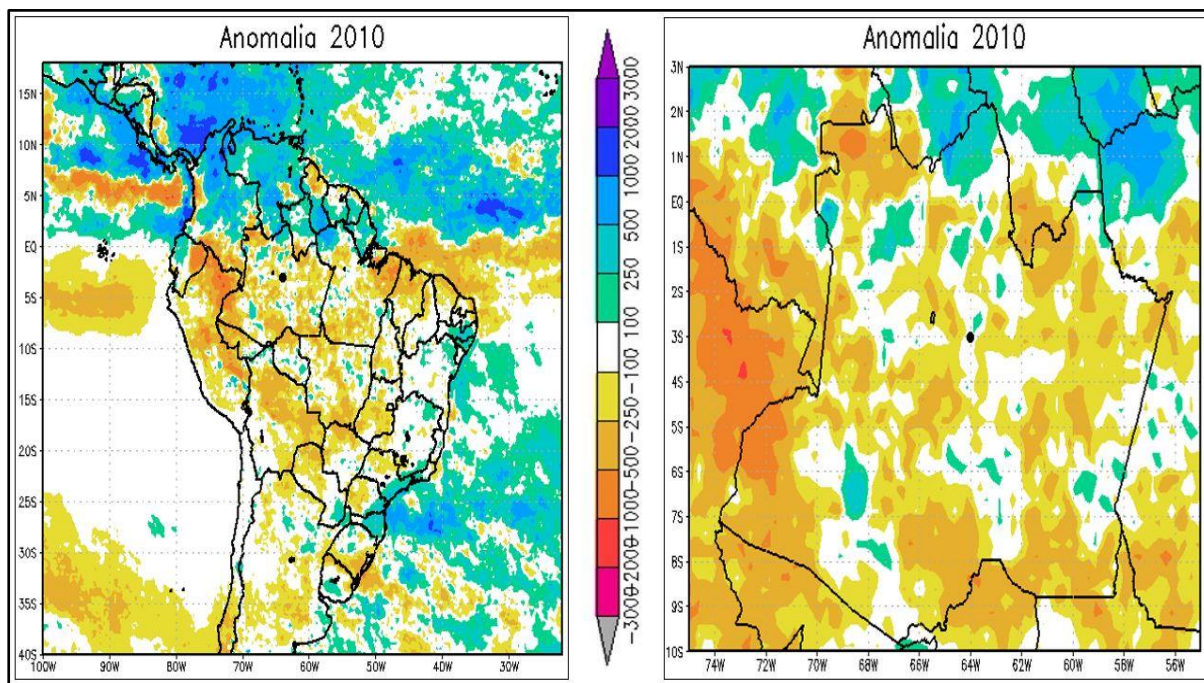 Anomalia 2010
15N
10N
5N
EQ
5S
10S
15S
20S
25S
30S
35S
40S
100W 90W 80W 70W 60W 50W 40W 30W
3000
2000
1000
500
250
100
-100
-250
-500
-1000
-2000
-3000
Anomalia 2010
3N
2N
1N
EQ
1S
2S
3S
4S
5S
6S
7S
8S
9S
10S
74W 72W 70W 68W 66W 64W 62W 60W 58W 56W